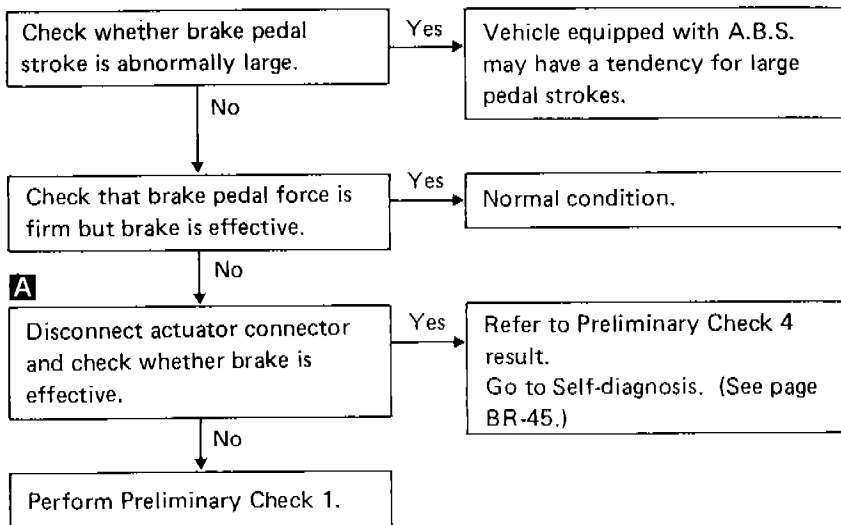 Check whether brake pedal
stroke is abnormally large.
Yes
Vehicle equipped with A.B.S.
may have a tendency for large
pedal strokes.
No
Check that brake pedal force is
firm but brake is effective.
Yes
Normal condition.
No
A
Disconnect actuator connector
and check whether brake is
effective.
Yes
Refer to Preliminary Check 4
result.
Go to Self-diagnosis. (See page
BR-45.)
No
Perform Preliminary Check 1.